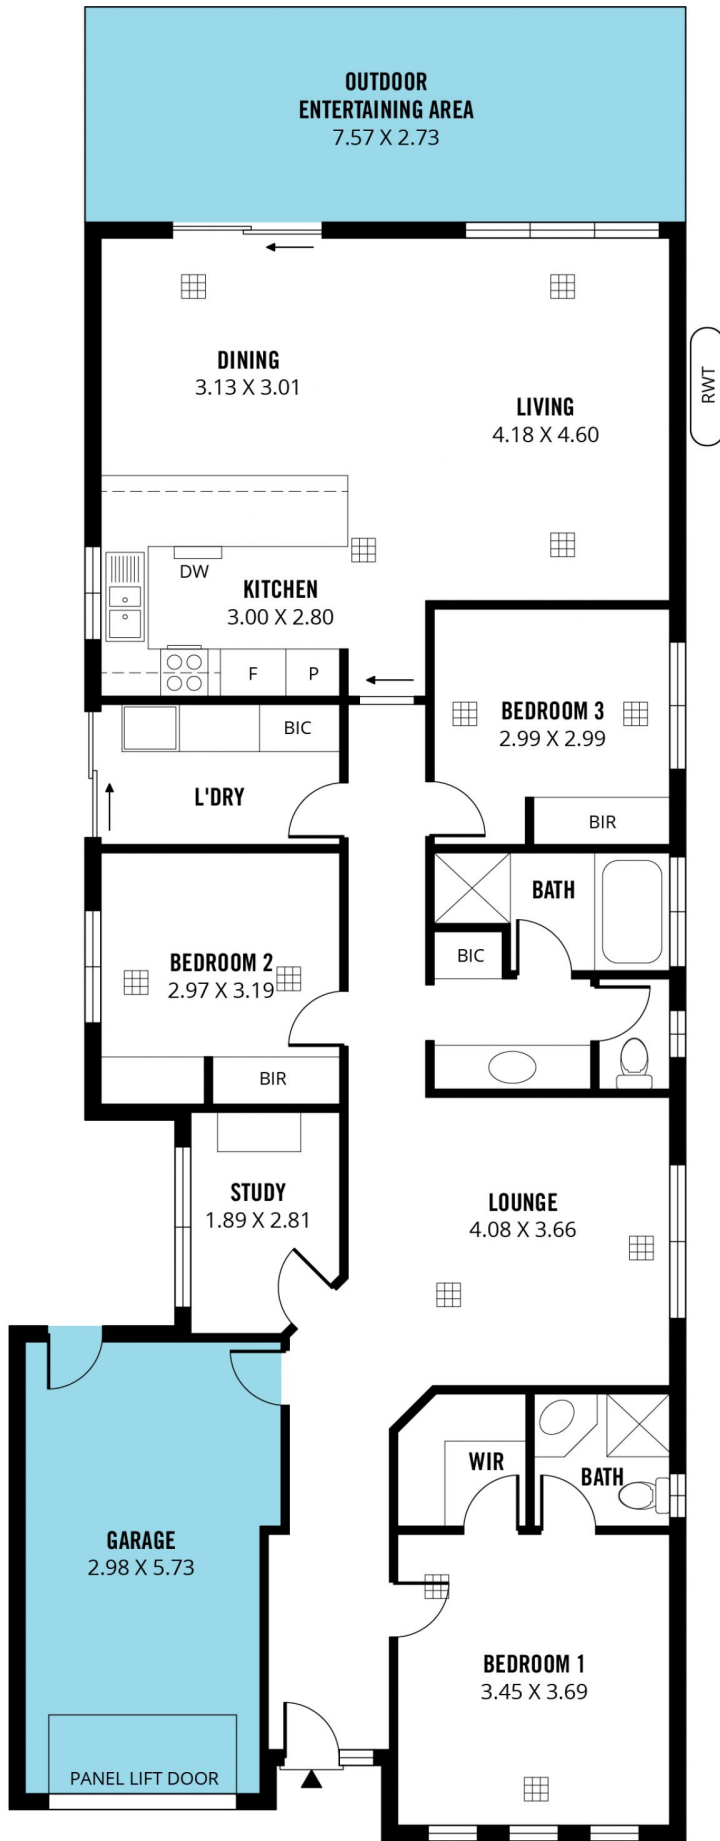 OUTDOOR
ENTERTAINING AREA
7.57 X 2.73
DINING
3.13 X 3.01
LIVING
4.18 X 4.60
RWT
DW
KITCHEN
3.00 X 2.80
F
P
BEDROOM 3
2.99 X 2.99
BIC
L'DRY
BIR
BATH
BEDROOM 2
2.97 X 3.19
BIC
BIR
STUDY
1.89 X 2.81
LOUNGE
4.08 X 3.66
WIR
BATH
GARAGE
2.98 X 5.73
BEDROOM 1
3.45 X 3.69
PANEL LIFT DOOR